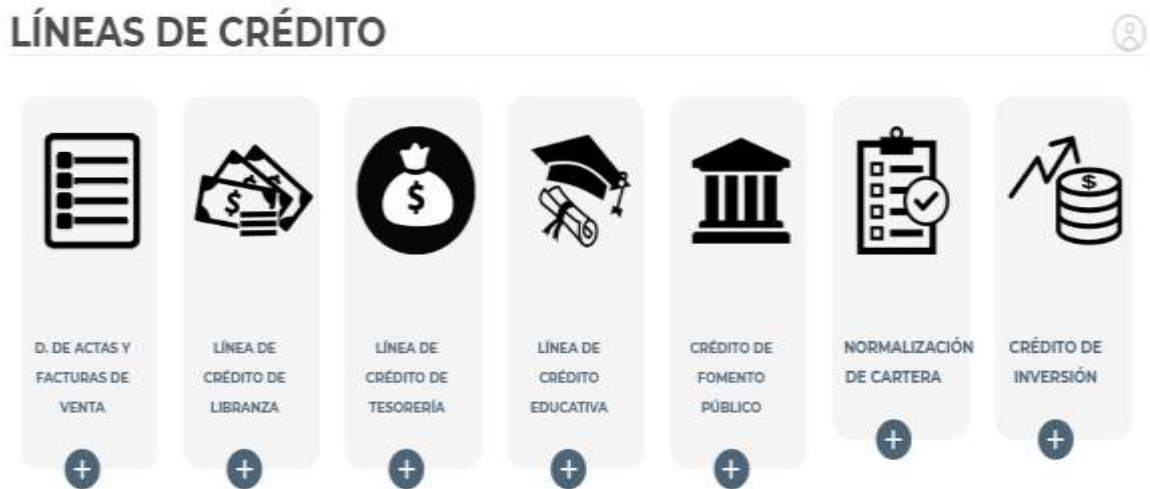 LÍNEAS DE CRÉDITO
D. DE ACTAS Y
FACTURAS DE
VENTA
LÍNEA DE
CRÉDITO DE
LIBRANZA
LÍNEA DE
CRÉDITO DE
TESORERÍA
LÍNEA DE
CRÉDITO
EDUCATIVA
CRÉDITO DE
FOMENTO
PÚBLICO
NORMALIZACIÓN
DE CARTERA
CRÉDITO DE
INVERSIÓN